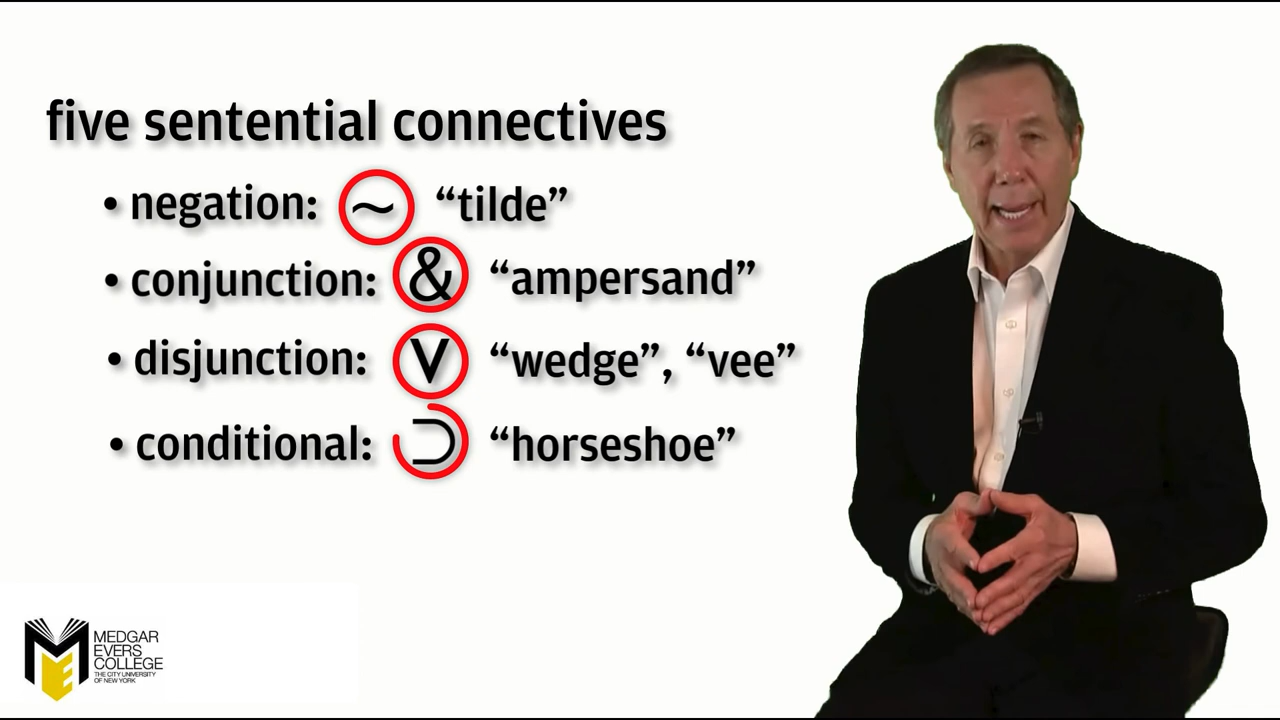 five sentential connectives
• negation: ~ “tilde”
• conjunction: & “ampersand”
• disjunction: v “wedge”, “vee”
• conditional: ⊃ “horseshoe”
MEDGAR
EVERS
COLLEGE
THE CITY UNIVERSITY
OF NEW YORK